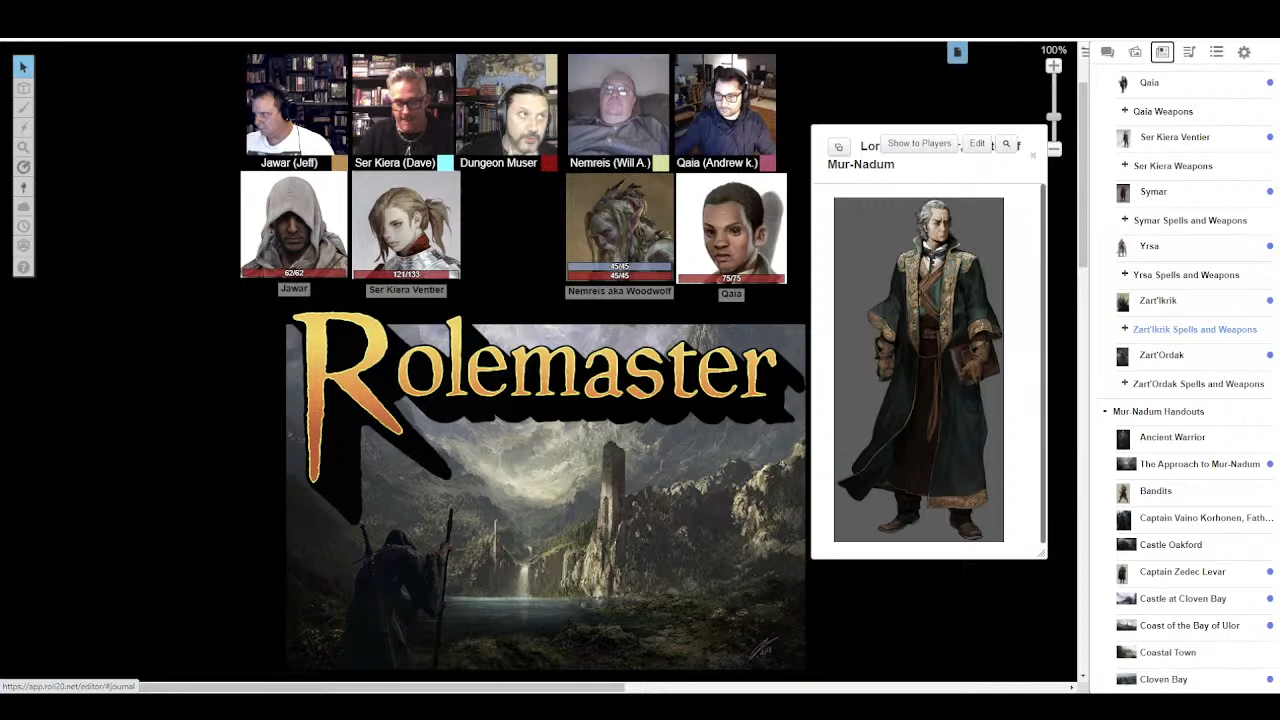 100%
Jawar (Jeff)
Ser Kiera (Dave)
Dungeon Muser
Nemreis (Will A.)
Qaia (Andrew k.)
62/62
121/133
45/45
45/45
75/75
Jawar
Ser Kiera Ventier
Nemreis aka Woodwolf
Qaia
Rolemaster
Lor
Show to Players
Edit
f
Mur-Nadum
Qaia
Qaia Weapons
Ser Kiera Ventier
Ser Kiera Weapons
Symar
Symar Spells and Weapons
Yrsa
Yrsa Spells and Weapons
Zart'Ikrik
Zart'Ikrik Spells and Weapons
Zart'Ordak
Zart'Ordak Spells and Weapons
Mur-Nadum Handouts
Ancient Warrior
The Approach to Mur-Nadum
Bandits
Captain Vaino Korhonen, Fath...
Castle Oakford
Captain Zedec Levar
Castle at Cloven Bay
Coast of the Bay of Ulor
Coastal Town
Cloven Bay
https://app.roll20.net/editor/#journal